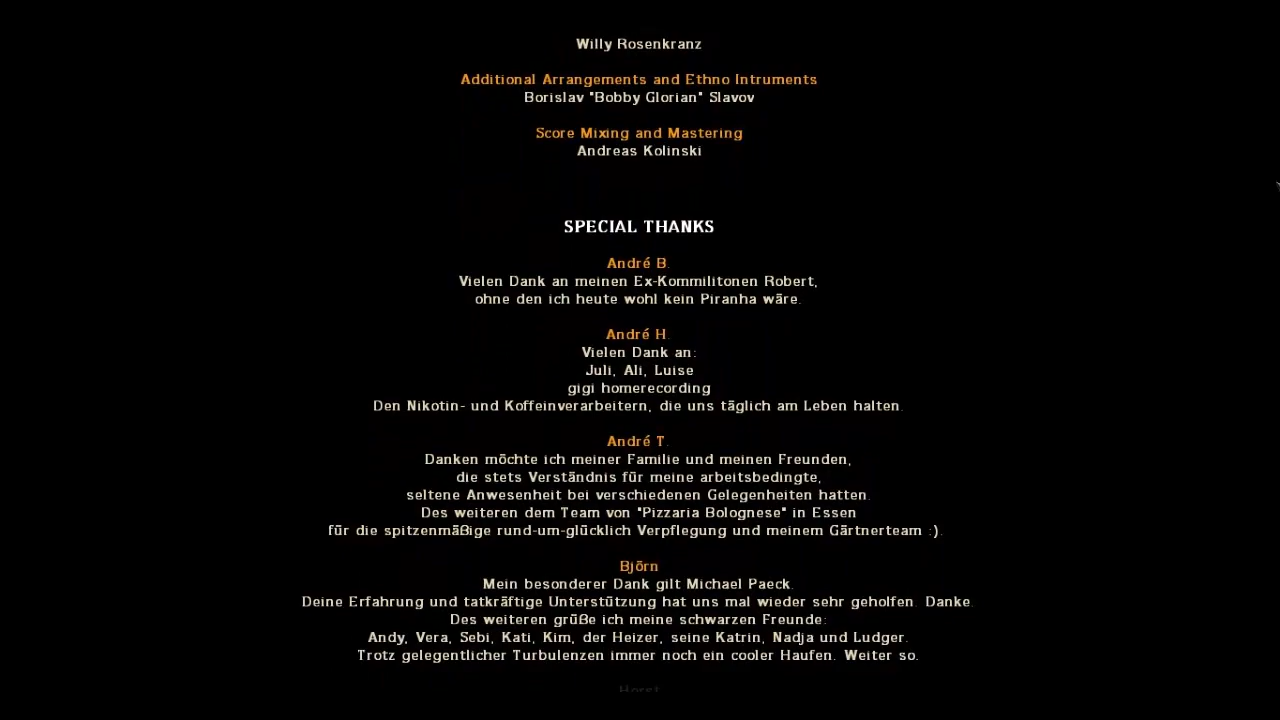 Willy Rosenkranz
Additional Arrangements and Ethno Intruments
Borislav "Bobby Glorian" Slavov
Score Mixing and Mastering
Andreas Kolinski
SPECIAL THANKS
André B.
Vielen Dank an meinen Ex-Kommilitonen Robert,
ohne den ich heute wohl kein Piranha wäre.
André H.
Vielen Dank an:
Juli, Ali, Luise
gigi homerecording
Den Nikotin- und Koffeinverarbeitern, die uns täglich am Leben halten.
André T.
Danken möchte ich meiner Familie und meinen Freunden,
die stets Verständnis für meine arbeitsbedingte,
seltene Anwesenheit bei verschiedenen Gelegenheiten hatten.
Des weiteren dem Team von "Pizzaria Bolognese" in Essen
für die spitzenmäßige rund-um-glücklich Verpflegung und meinem Gärtnerteam :).
Björn
Mein besonderer Dank gilt Michael Paeck.
Deine Erfahrung und tatkräftige Unterstützung hat uns mal wieder sehr geholfen. Danke.
Des weiteren grüße ich meine schwarzen Freunde:
Andy, Vera, Sebi, Kati, Kim, der Heizer, seine Katrin, Nadja und Ludger.
Trotz gelegentlicher Turbulenzen immer noch ein cooler Haufen. Weiter so.
Horst